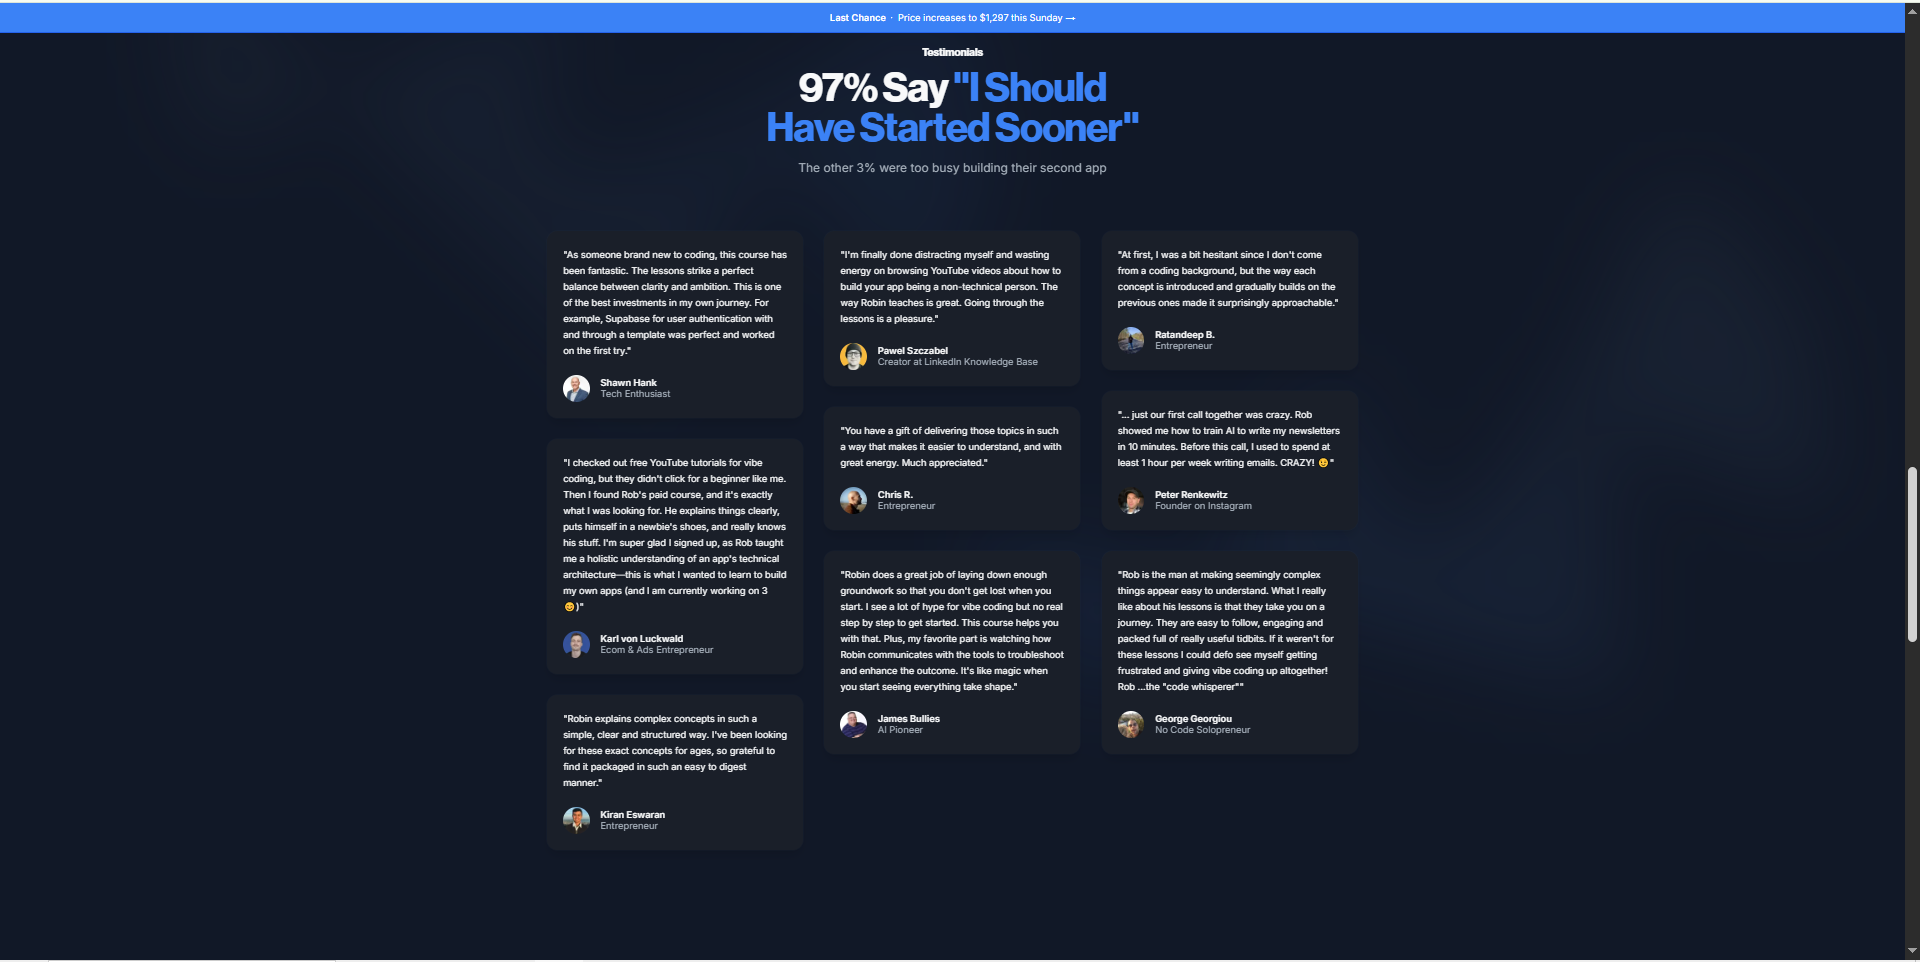 Last Chance · Price increases to $1,297 this Sunday →
Testimonials
97% Say "I Should
Have Started Sooner"
The other 3% were too busy building their second app
"As someone brand new to coding, this course has
been fantastic. The lessons strike a perfect
balance between clarity and ambition. This is one
of the best investments in my own journey. For
example, Supabase for user authentication with
and through a template was perfect and worked
on the first try."
Shawn Hank
Tech Enthusiast
"I checked out free YouTube tutorials for vibe
coding, but they didn't click for a beginner like me.
Then I found Rob's paid course, and it's exactly
what I was looking for. He explains things clearly,
puts himself in a newbie's shoes, and really knows
his stuff. I'm super glad I signed up, as Rob taught
me a holistic understanding of an app's technical
architecture—this is what I wanted to learn to build
my own apps (and I am currently working on 3
😊)"
Karl von Luckwald
Ecom & Ads Entrepreneur
"Robin explains complex concepts in such a
simple, clear and structured way. I've been looking
for these exact concepts for ages, so grateful to
find it packaged in such an easy to digest
manner."
Kiran Eswaran
Entrepreneur
"I'm finally done distracting myself and wasting
energy on browsing YouTube videos about how to
build your app being a non-technical person. The
way Robin teaches is great. Going through the
lessons is a pleasure."
Pawel Szczabel
Creator at LinkedIn Knowledge Base
"You have a gift of delivering those topics in such
a way that makes it easier to understand, and with
great energy. Much appreciated."
Chris R.
Entrepreneur
"Robin does a great job of laying down enough
groundwork so that you don't get lost when you
start. I see a lot of hype for vibe coding but no real
step by step to get started. This course helps you
with that. Plus, my favorite part is watching how
Robin communicates with the tools to troubleshoot
and enhance the outcome. It's like magic when
you start seeing everything take shape."
James Bullies
AI Pioneer
"At first, I was a bit hesitant since I don't come
from a coding background, but the way each
concept is introduced and gradually builds on the
previous ones made it surprisingly approachable."
Ratandeep B.
Entrepreneur
"... just our first call together was crazy. Rob
showed me how to train AI to write my newsletters
in 10 minutes. Before this call, I used to spend at
least 1 hour per week writing emails. CRAZY! 😉"
Peter Renkewitz
Founder on Instagram
"Rob is the man at making seemingly complex
things appear easy to understand. What I really
like about his lessons is that they take you on a
journey. They are easy to follow, engaging and
packed full of really useful tidbits. If it weren't for
these lessons I could defo see myself getting
frustrated and giving vibe coding up altogether!
Rob ...the "code whisperer""
George Georgiou
No Code Solopreneur